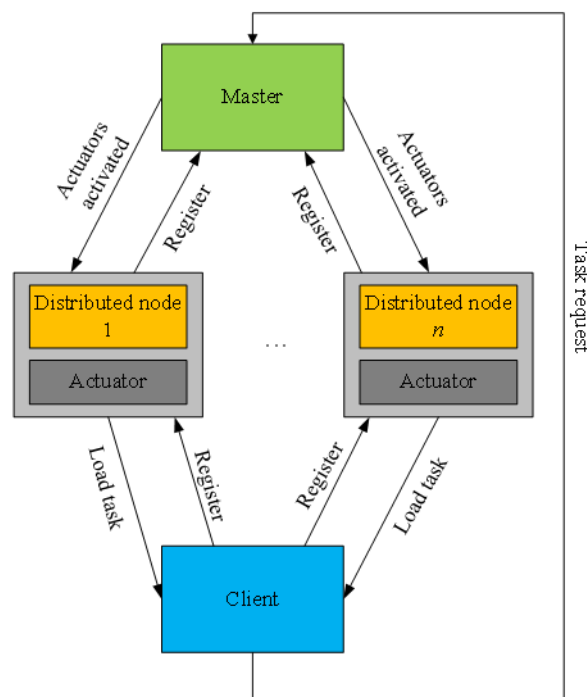 Master
Actuators
activated
Actuators
activated
Register
Register
Task request
Distributed node
1
Distributed node
n
...
Actuator
Actuator
Load task
Register
Register
Load task
Client